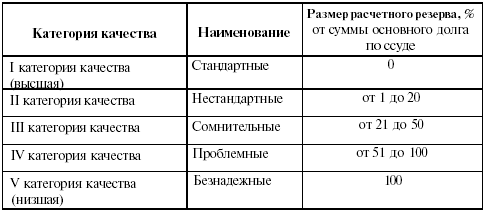 Категория качества
Наименование
Размер расчетного резерва, %
от суммы основного долга
по ссуде
I категория качества
(высшая)
Стандартные
0
II категория качества
Нестандартные
от 1 до 20
III категория качества
Сомнительные
от 21 до 50
IV категория качества
Проблемные
от 51 до 100
V категория качества
(низшая)
Безнадежные
100